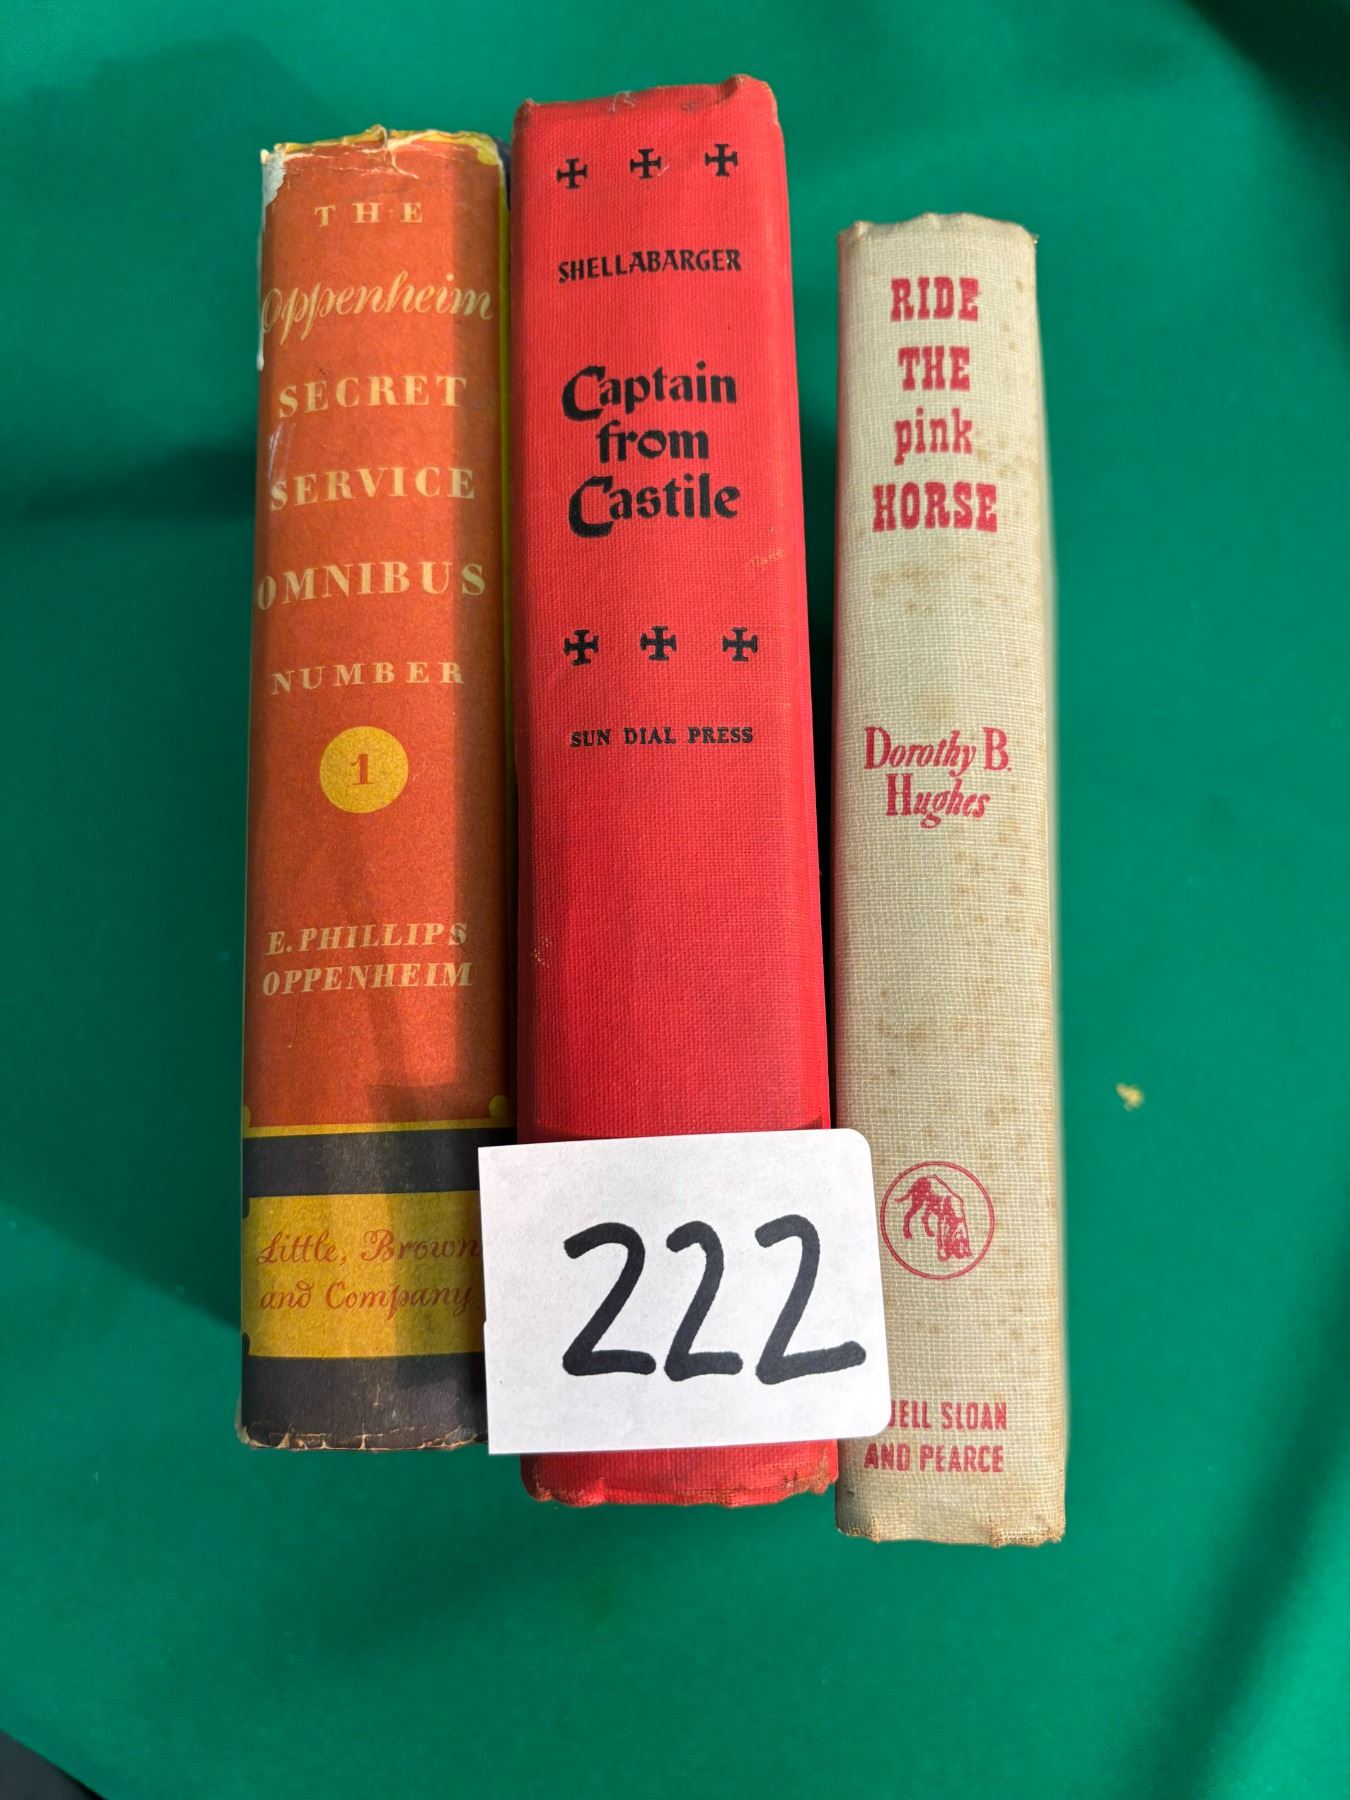 THE
Oppenheim
SECRET
SERVICE
OMNIBUS
NUMBER
1
E. PHILLIPS
OPPENHEIM
Little, Brown
and Company
SHELLABARGER
Captain
from
Castile
SUN DIAL PRESS
RIDE
THE
pink
HORSE
Dorothy B.
Hughes
SLOAN
AND PEARCE
222